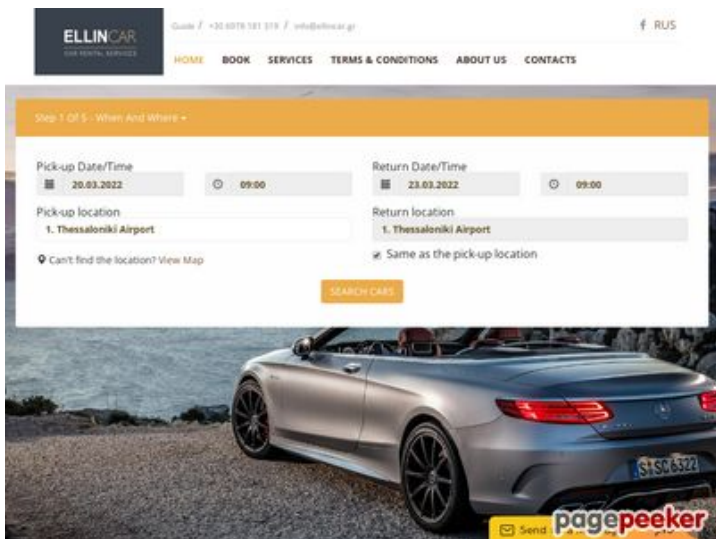 ELLINCAR
CAR RENTAL SERVICES
Guide / +30 6978 181 319 / info@ellincar.gr
RUS
HOME BOOK SERVICES TERMS & CONDITIONS ABOUT US CONTACTS
Step 1 Of 5 - When And Where
Pick-up Date/Time
20.03.2022 09:00
Return Date/Time
23.03.2022 09:00
Pick-up location
1. Thessaloniki Airport
Return location
1. Thessaloniki Airport
Can't find the location? View Map
Same as the pick-up location
SEARCH CARS
S SC 6322
Send
pagepeeker